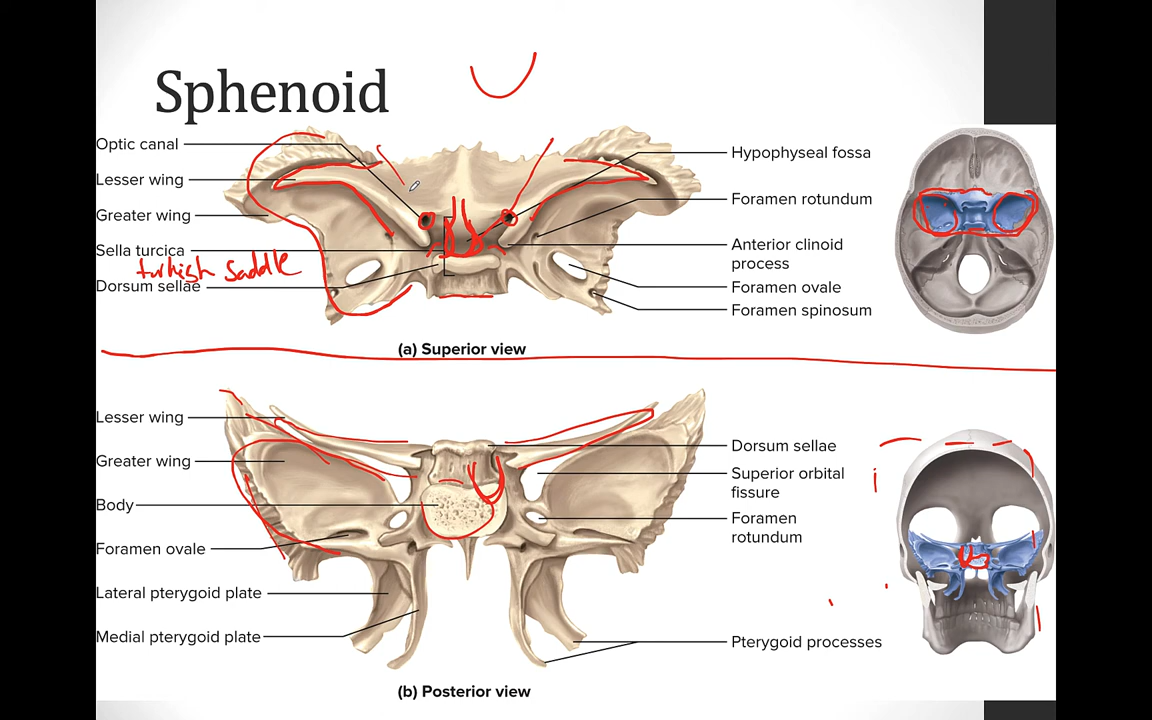 Sphenoid
Optic canal
Lesser wing
Greater wing
Sella turcica
turkish saddle
Dorsum sellae
Hypophyseal fossa
Foramen rotundum
Anterior clinoid
process
Foramen ovale
Foramen spinosum
(a) Superior view
Lesser wing
Greater wing
Body
Foramen ovale
Lateral pterygoid plate
Medial pterygoid plate
Dorsum sellae
Superior orbital
fissure
Foramen
rotundum
Pterygoid processes
(b) Posterior view